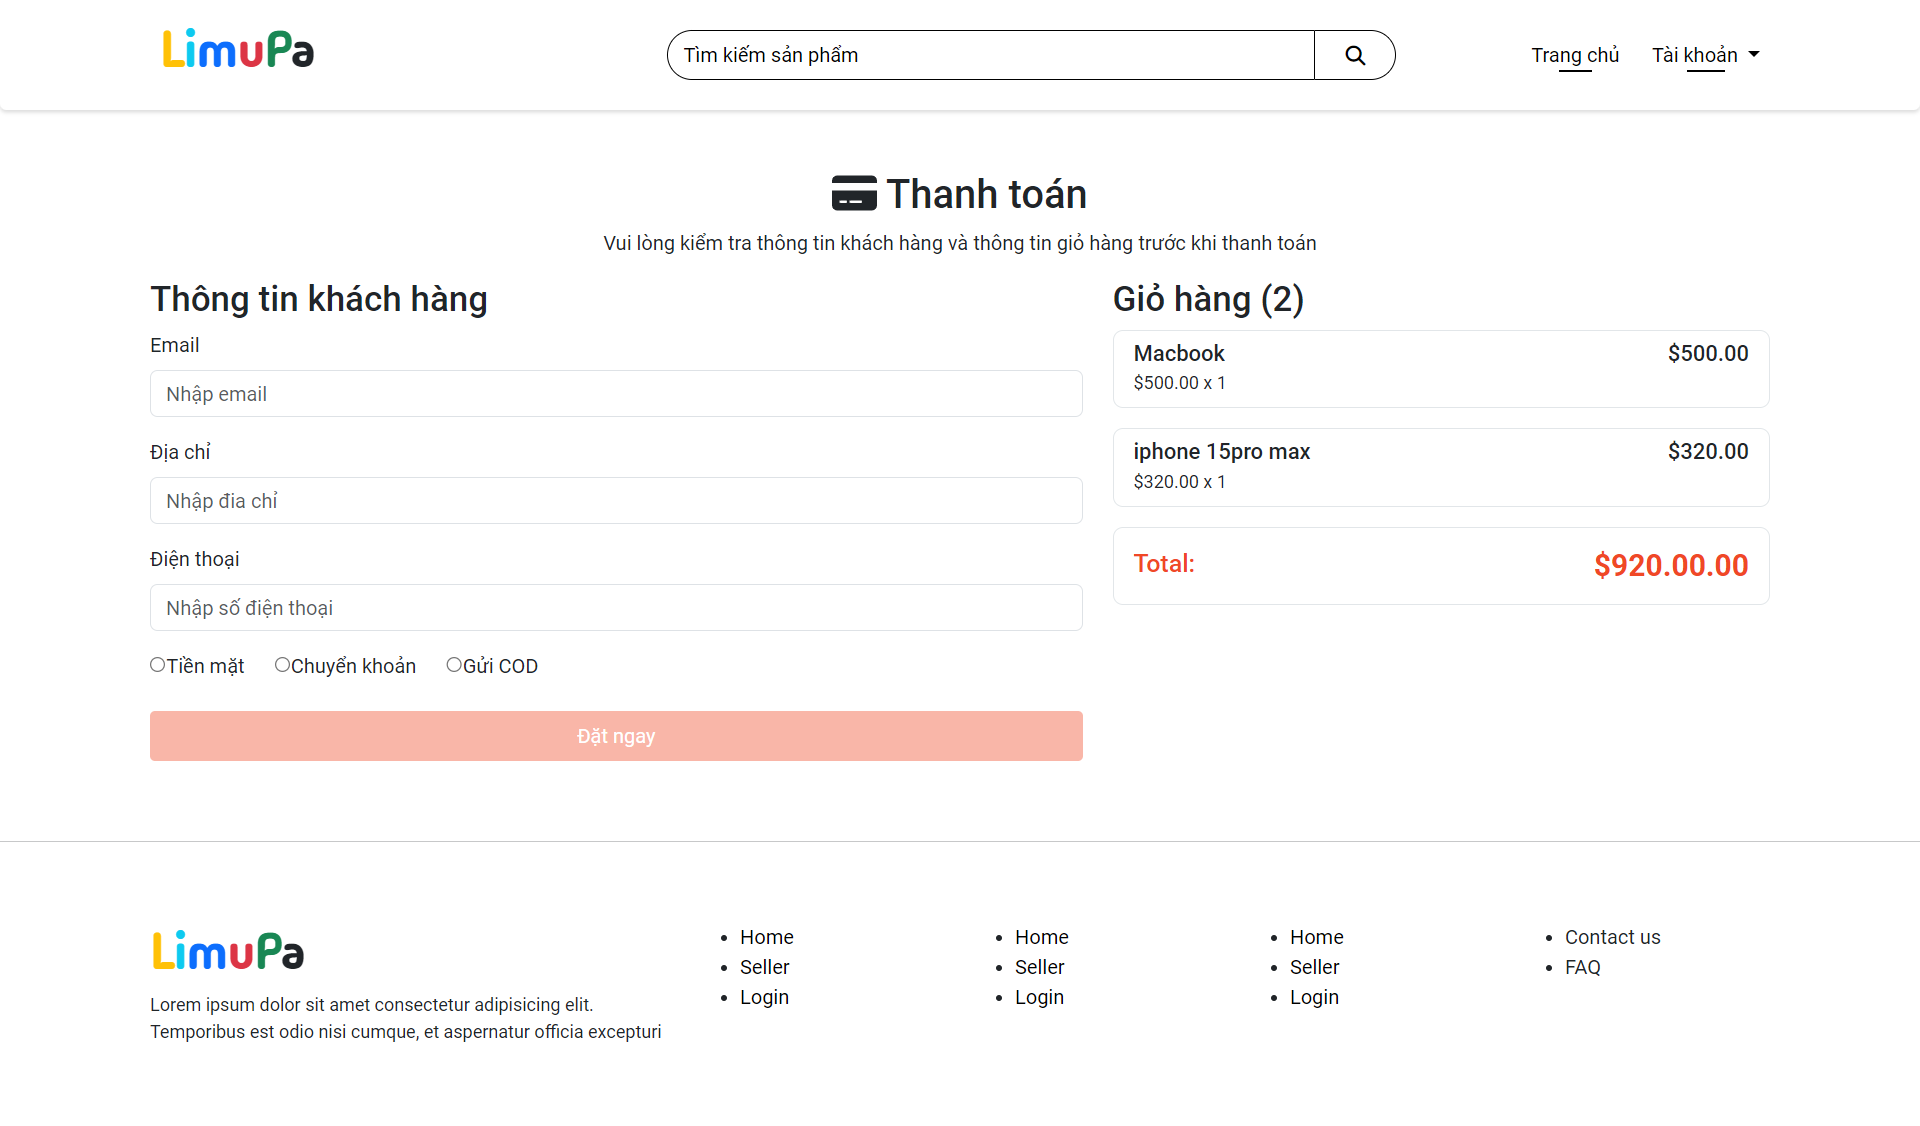 LimuPa
Tìm kiếm sản phẩm
Trang chủ
Tài khoản
Thanh toán
Vui lòng kiểm tra thông tin khách hàng và thông tin giỏ hàng trước khi thanh toán
Thông tin khách hàng
Email
Nhập email
Địa chỉ
Nhập đia chỉ
Điện thoại
Nhập số điện thoại
Tiền mặt
Chuyển khoản
Gửi COD
Đặt ngay
Giỏ hàng (2)
Macbook $500.00
$500.00 x 1
iphone 15pro max $320.00
$320.00 x 1
Total: $920.00.00
LimuPa
Lorem ipsum dolor sit amet consectetur adipisicing elit.
Temporibus est odio nisi cumque, et aspernatur officia excepturi
Home
Seller
Login
Home
Seller
Login
Home
Seller
Login
Contact us
FAQ